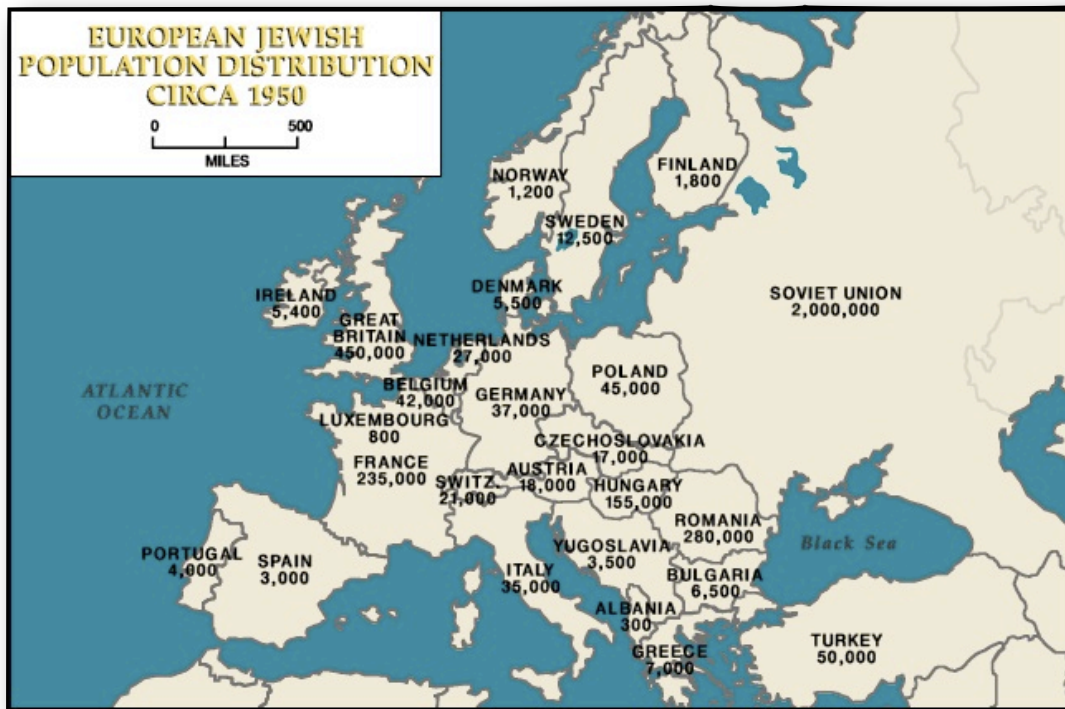 EUROPEAN JEWISH
POPULATION DISTRIBUTION
CIRCA 1950
0 500
MILES
NORWAY
1,200
FINLAND
1,800
SWEDEN
12,500
DENMARK
5,500
IRELAND
5,400
GREAT
BRITAIN
450,000
NETHERLANDS
27,000
SOVIET UNION
2,000,000
ATLANTIC
OCEAN
BELGIUM
42,000
LUXEMBOURG
800
GERMANY
37,000
POLAND
45,000
CZECHOSLOVAKIA
17,000
FRANCE
235,000
SWITZ.
21,000
AUSTRIA
18,000
HUNGARY
155,000
ROMANIA
280,000
Black Sea
PORTUGAL
4,000
SPAIN
3,000
ITALY
35,000
YUGOSLAVIA
3,500
BULGARIA
6,500
ALBANIA
300
GREECE
7,000
TURKEY
50,000